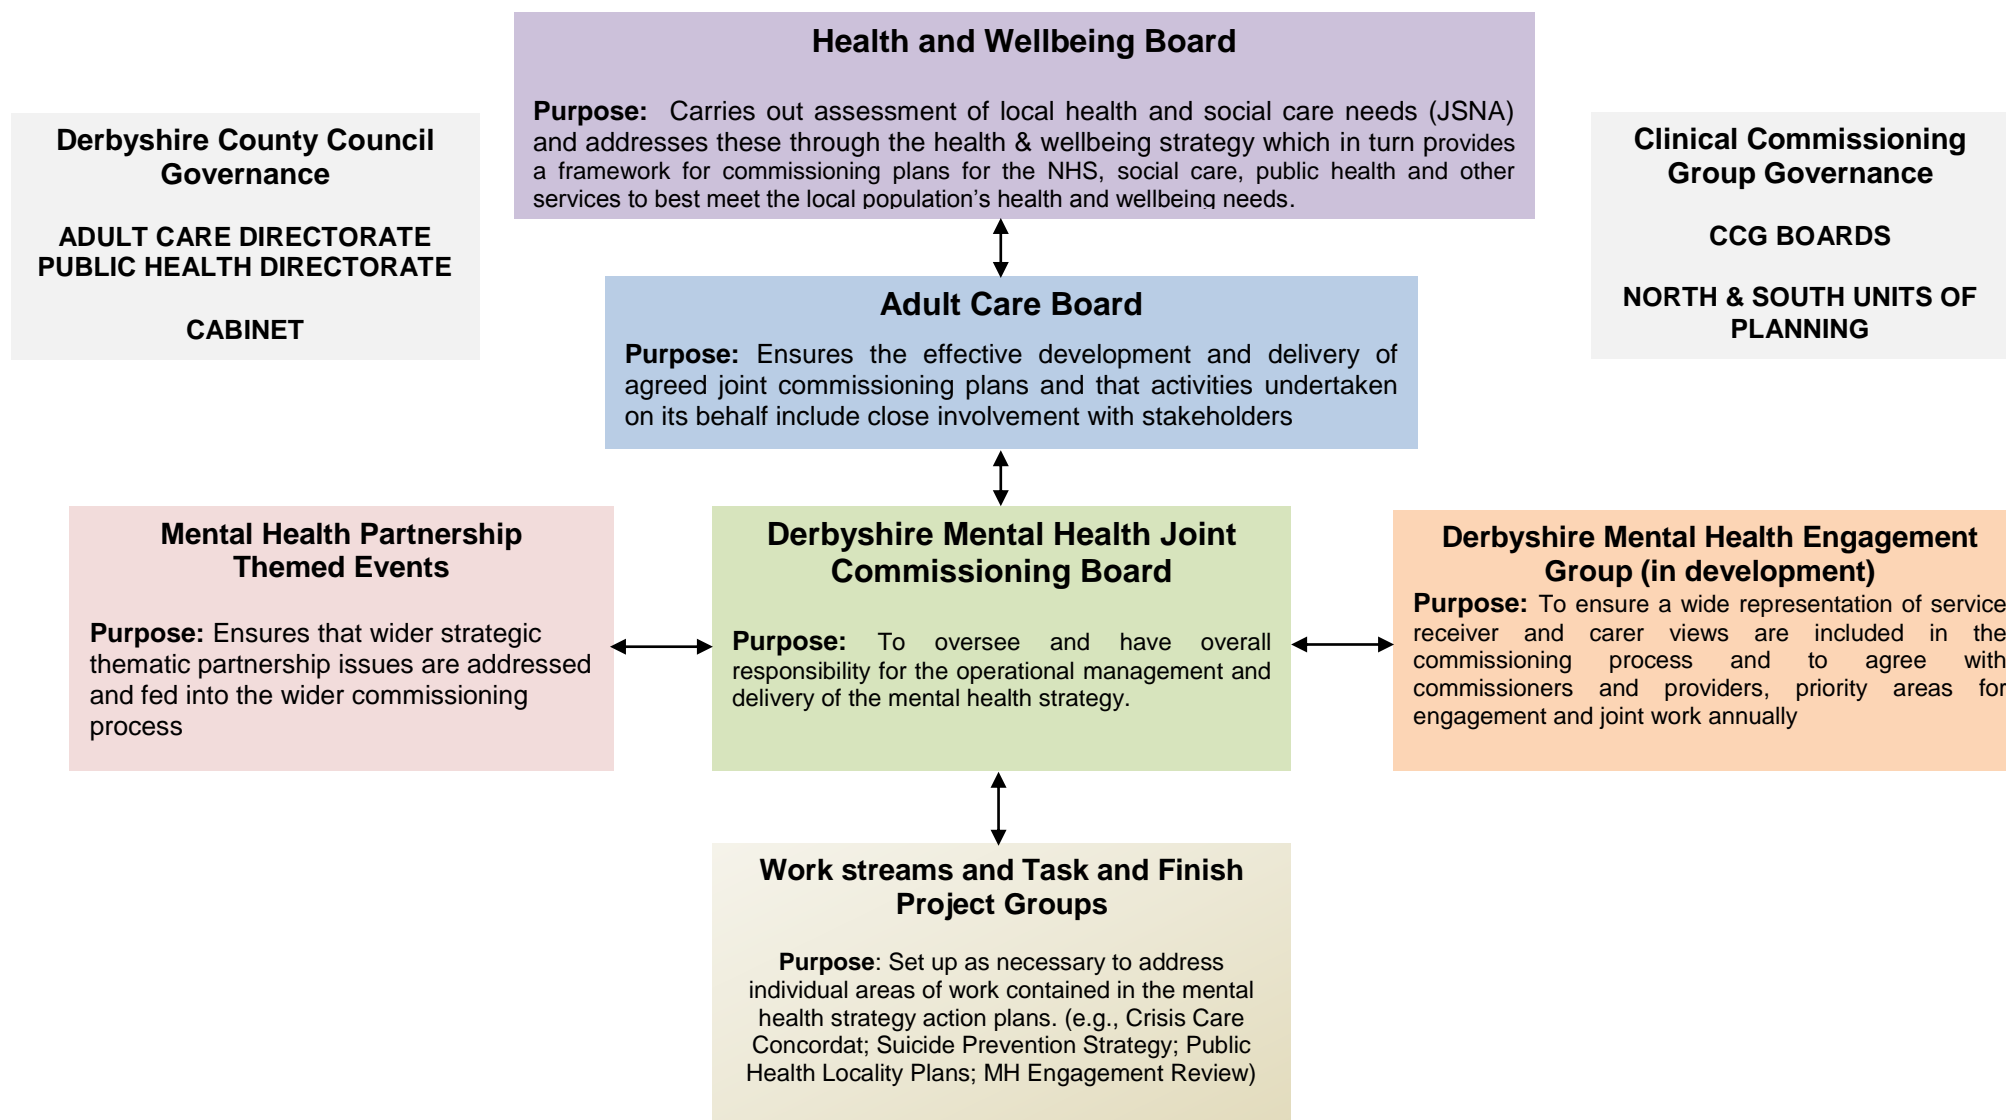 Health and Wellbeing Board
Purpose: Carries out assessment of local health and social care needs (JSNA)
and addresses these through the health & wellbeing strategy which in turn provides
a framework for commissioning plans for the NHS, social care, public health and other
services to best meet the local population's health and wellbeing needs.
Derbyshire County Council
Governance
ADULT CARE DIRECTORATE
PUBLIC HEALTH DIRECTORATE
CABINET
Clinical Commissioning
Group Governance
CCG BOARDS
NORTH & SOUTH UNITS OF
PLANNING
Adult Care Board
Purpose: Ensures the effective development and delivery of
agreed joint commissioning plans and that activities undertaken
on its behalf include close involvement with stakeholders
Mental Health Partnership
Themed Events
Purpose: Ensures that wider strategic
thematic partnership issues are addressed
and fed into the wider commissioning
process
Derbyshire Mental Health Joint
Commissioning Board
Purpose: To oversee and have overall
responsibility for the operational management and
delivery of the mental health strategy.
Derbyshire Mental Health Engagement
Group (in development)
Purpose: To ensure a wide representation of service
receiver and carer views are included in the
commissioning process and to agree with
commissioners and providers, priority areas for
engagement and joint work annually
Work streams and Task and Finish
Project Groups
Purpose: Set up as necessary to address
individual areas of work contained in the mental
health strategy action plans. (e.g., Crisis Care
Concordat; Suicide Prevention Strategy; Public
Health Locality Plans; MH Engagement Review)